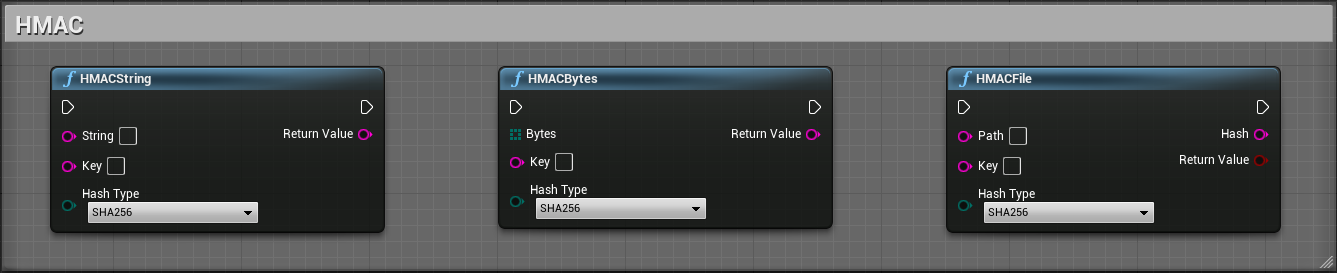 HMAC
HMACString
String
Return Value
Key
Hash Type
SHA256
HMACBytes
Bytes
Return Value
Key
Hash Type
SHA256
HMACFile
Path
Hash
Key
Return Value
Hash Type
SHA256